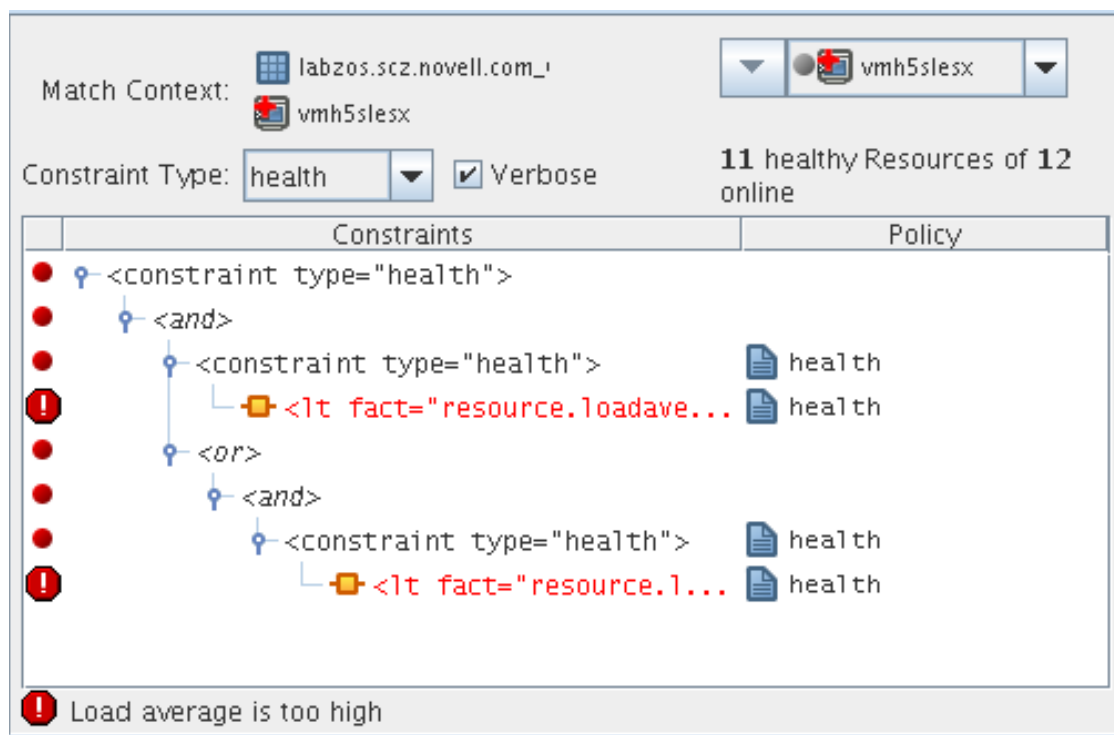 Match Context:
labzos.scz.novell.com_
vmh5slesx
vmh5slesx
Constraint Type: health Verbose
11 healthy Resources of 12
online
Constraints Policy
<constraint type="health">
<and>
<constraint type="health"> health
<lt fact="resource.loadave... health
<or>
<and>
<constraint type="health"> health
<lt fact="resource.l... health
Load average is too high